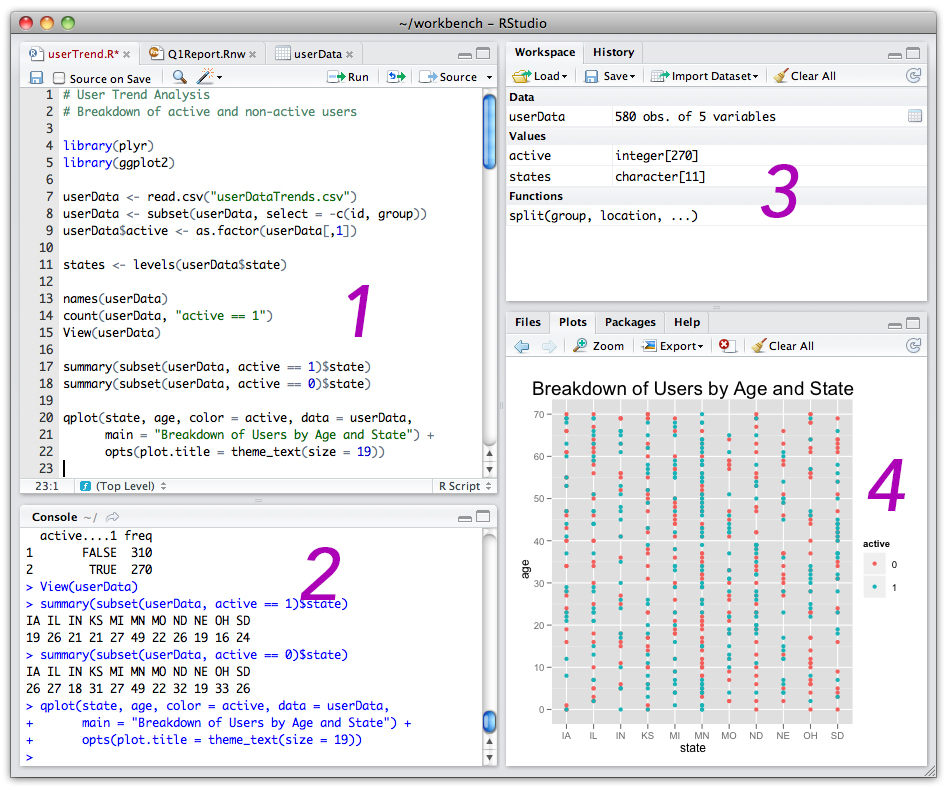 ~/workbench – RStudio
userTrend.R* Q1Report.Rnw userData
Source on Save Run Source
1 # User Trend Analysis
2 # Breakdown of active and non-active users
3
4 library(plyr)
5 library(ggplot2)
6
7 userData <- read.csv("userDataTrends.csv")
8 userData <- subset(userData, select = -c(id, group))
9 userData$active <- as.factor(userData[,1])
10
11 states <- levels(userData$state)
12
13 names(userData)
14 count(userData, "active == 1")
15 View(userData)
16
17 summary(subset(userData, active == 1)$state)
18 summary(subset(userData, active == 0)$state)
19
20 qplot(state, age, color = active, data = userData,
21 main = "Breakdown of Users by Age and State") +
22 opts(plot.title = theme_text(size = 19))
23
1
23:1 (Top Level) R Script
Console ~/
active....1 freq
1 FALSE 310
2 TRUE 270
> View(userData)
> summary(subset(userData, active == 1)$state)
IA IL IN KS MI MN MO ND NE OH SD
19 26 21 21 27 49 22 26 19 16 24
> summary(subset(userData, active == 0)$state)
IA IL IN KS MI MN MO ND NE OH SD
26 27 18 31 27 49 22 32 19 33 26
> qplot(state, age, color = active, data = userData,
+ main = "Breakdown of Users by Age and State") +
+ opts(plot.title = theme_text(size = 19))
>
2
Workspace History
Load Save Import Dataset Clear All
Data
userData 580 obs. of 5 variables
Values
active integer[270]
states character[11]
Functions
split(group, location, ...)
3
Files Plots Packages Help
Zoom Export Clear All
Breakdown of Users by Age and State
70
60
50
40
30
20
10
0
age
IA IL IN KS MI MN MO ND NE OH SD
state
active
0
1
4